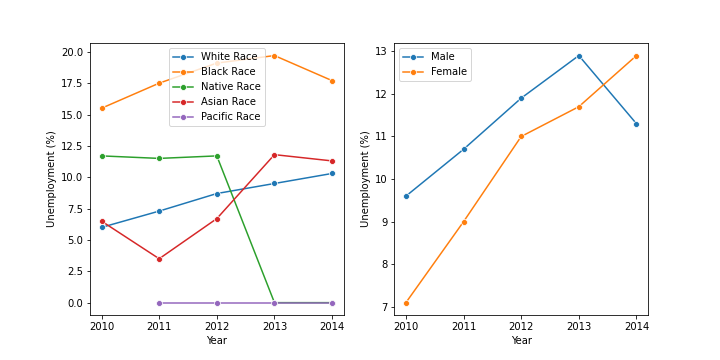 White Race
Black Race
Native Race
Asian Race
Pacific Race
20.0
17.5
15.0
12.5
10.0
7.5
5.0
2.5
0.0
Unemployment (%)
2010 2011 2012 2013 2014
Year
Male
Female
13
12
11
10
9
8
7
Unemployment (%)
2010 2011 2012 2013 2014
Year